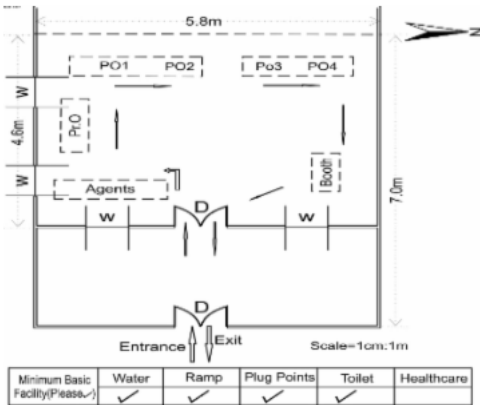 5.8m
N
PO1 PO2 Po3 PO4
W
Pr.O
4.6m
7.0m
W
Agents
I Booth
W D W
D
Entrance Exit
Scale=1cm:1m
Minimum Basic Facility(Please✓) Water Ramp Plug Points Toilet Healthcare
✓ ✓ ✓ ✓